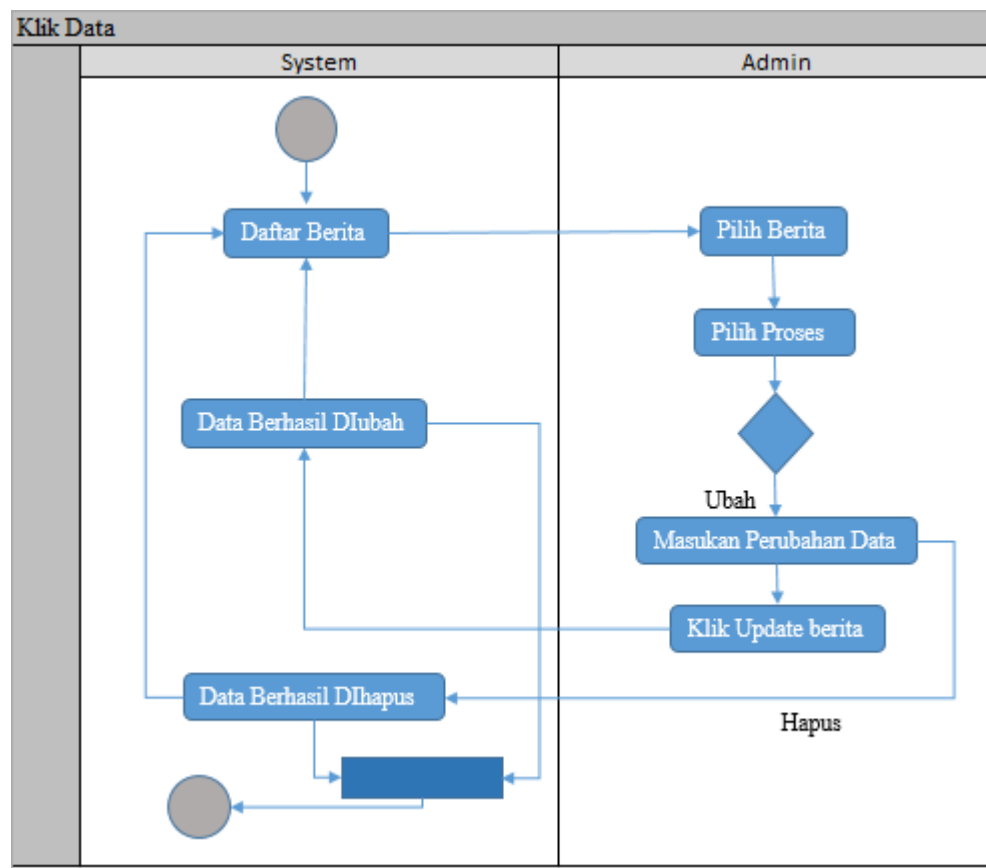 Klik Data
System
Admin
Daftar Berita
Pilih Berita
Pilih Proses
Data Berhasil DIubah
Ubah
Masukan Perubahan Data
Klik Update berita
Data Berhasil DIhapus
Hapus